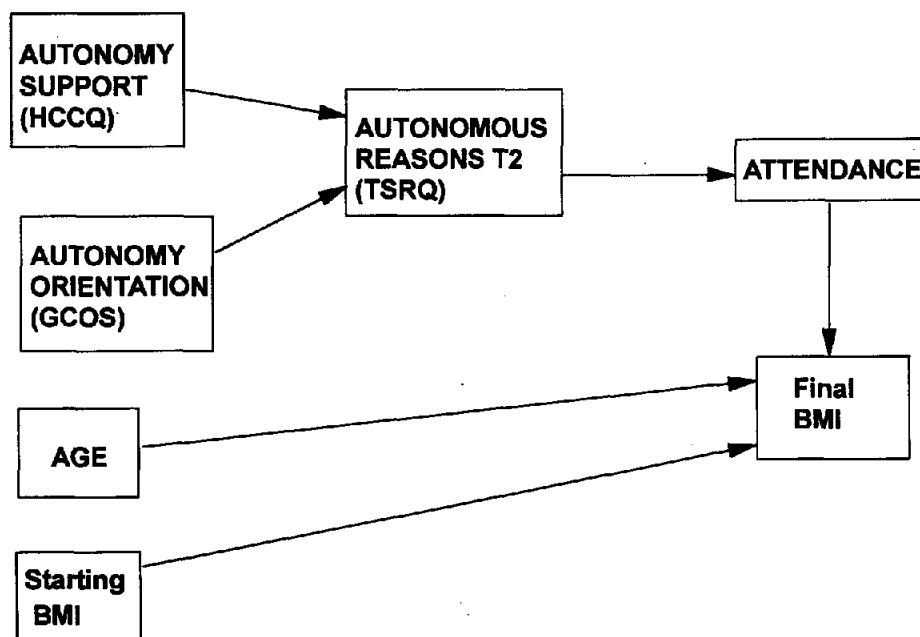 AUTONOMY
SUPPORT
(HCCQ)
AUTONOMOUS
REASONS T2
(TSRQ)
ATTENDANCE
AUTONOMY
ORIENTATION
(GCOS)
Final
BMI
AGE
Starting
BMI